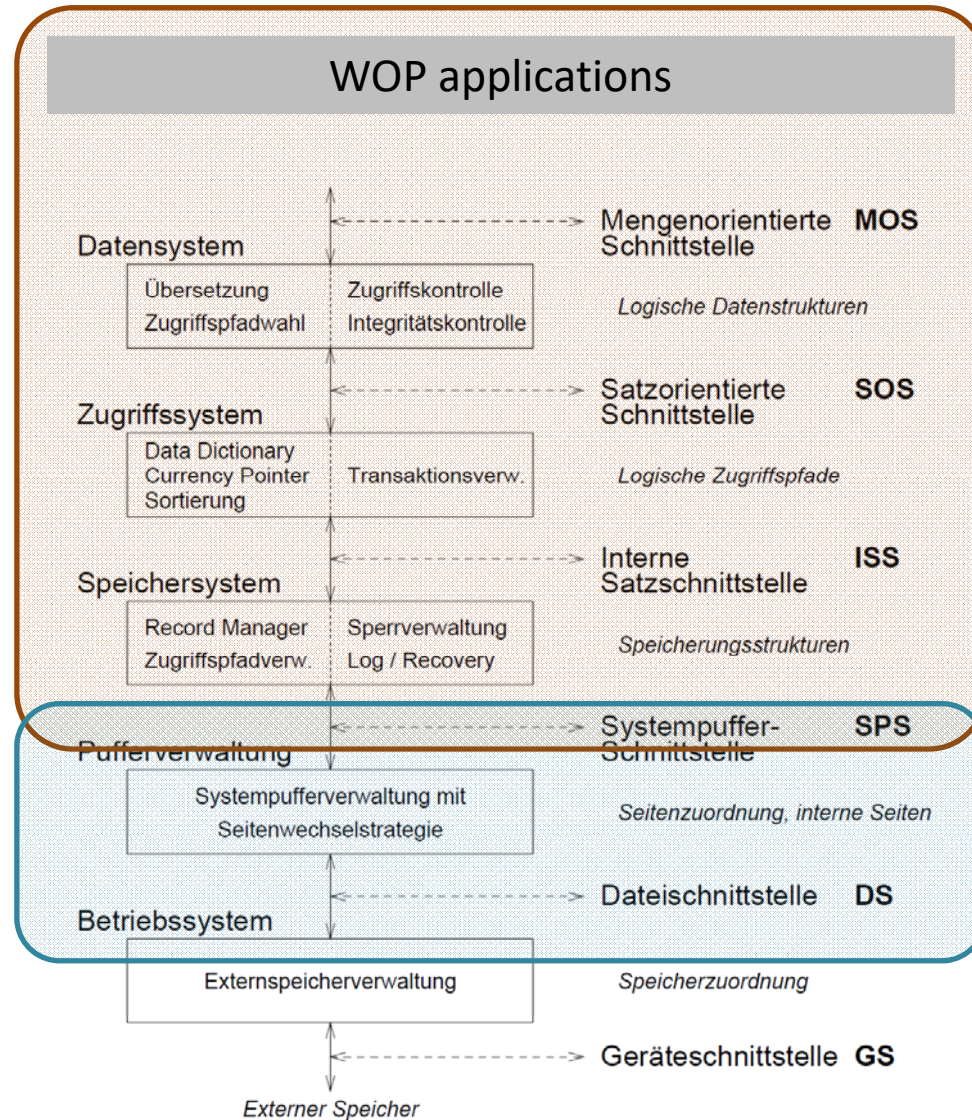 WOP applications
Mengenorientierte MOS
Schnittstelle
Datensystem
Übersetzung Zugriffskontrolle
Zugriffspfadwahl Integritätskontrolle
Logische Datenstrukturen
Satzorientierte SOS
Schnittstelle
Zugriffssystem
Data Dictionary
Currency Pointer Transaktionsverw.
Sortierung
Logische Zugriffspfade
Interne ISS
Satzschnittstelle
Speichersystem
Record Manager Sperrverwaltung
Zugriffspfadverw. Log / Recovery
Speicherungsstrukturen
Systempuffer- SPS
Schnittstelle
Pufferverwaltung
Systempufferverwaltung mit
Seitenwechselstrategie
Seitenzuordnung, interne Seiten
Dateischnittstelle DS
Betriebssystem
Externspeicherverwaltung
Speicherzuordnung
Geräteschnittstelle GS
Externer Speicher